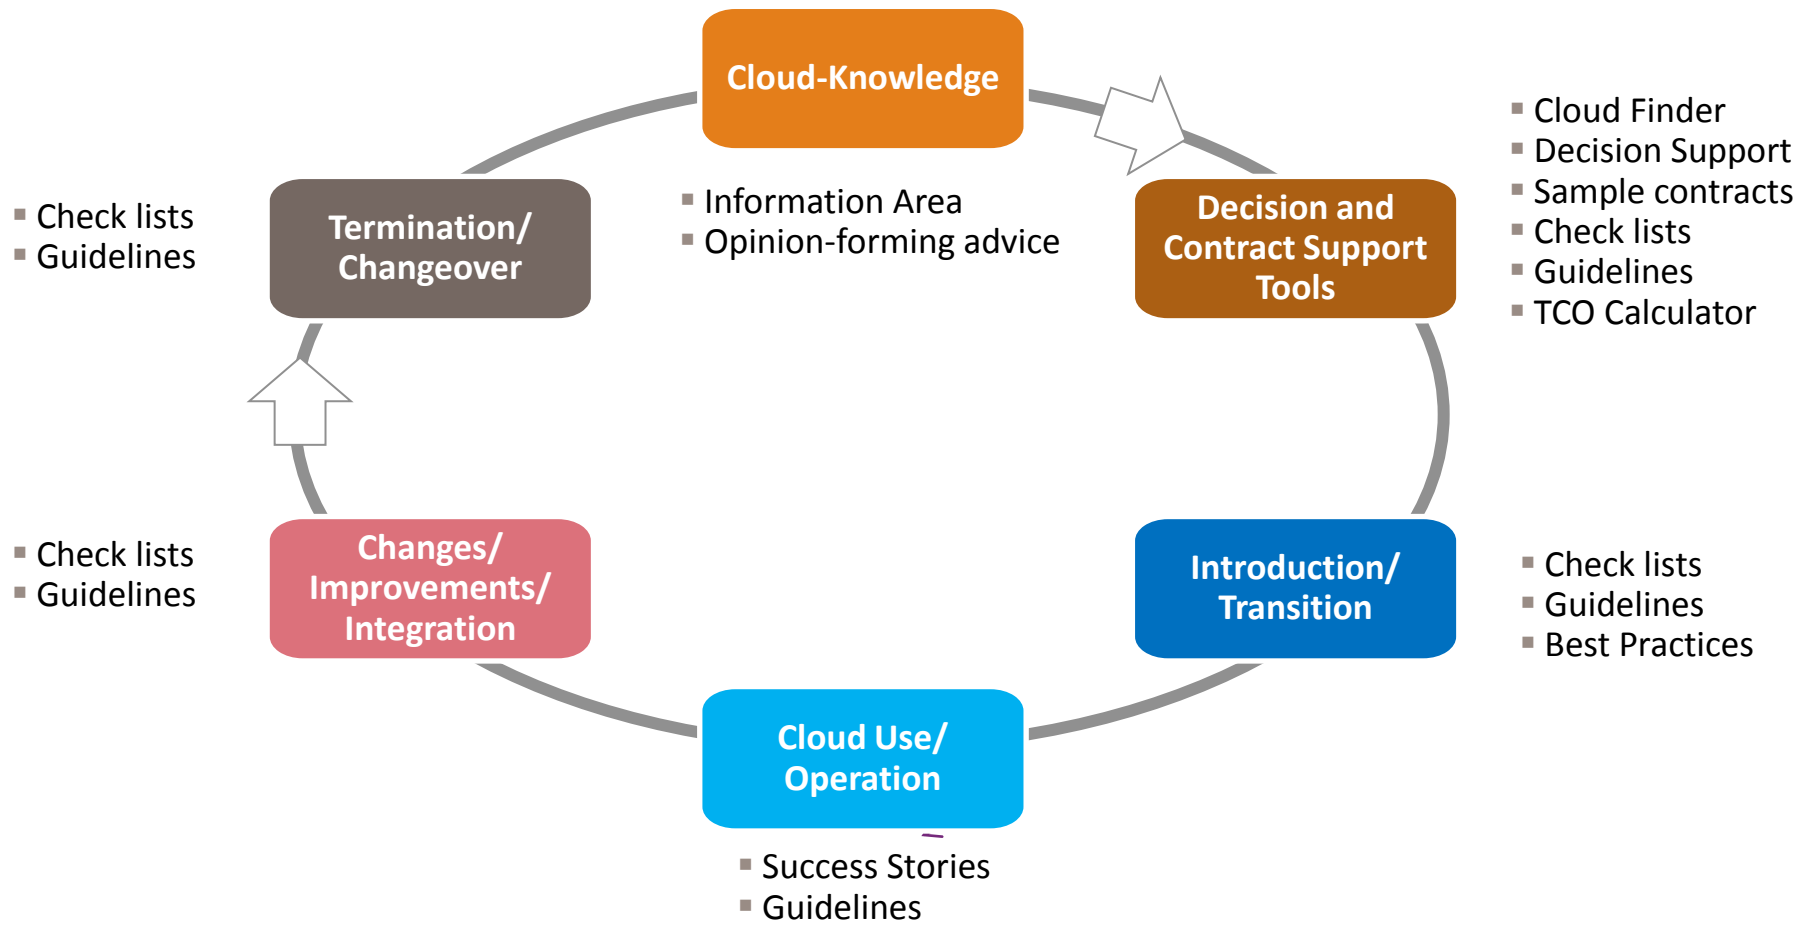 Cloud-Knowledge
▪ Information Area
▪ Opinion-forming advice
Decision and
Contract Support
Tools
▪ Cloud Finder
▪ Decision Support
▪ Sample contracts
▪ Check lists
▪ Guidelines
▪ TCO Calculator
Introduction/
Transition
▪ Check lists
▪ Guidelines
▪ Best Practices
Cloud Use/
Operation
▪ Success Stories
▪ Guidelines
Changes/
Improvements/
Integration
▪ Check lists
▪ Guidelines
Termination/
Changeover
▪ Check lists
▪ Guidelines